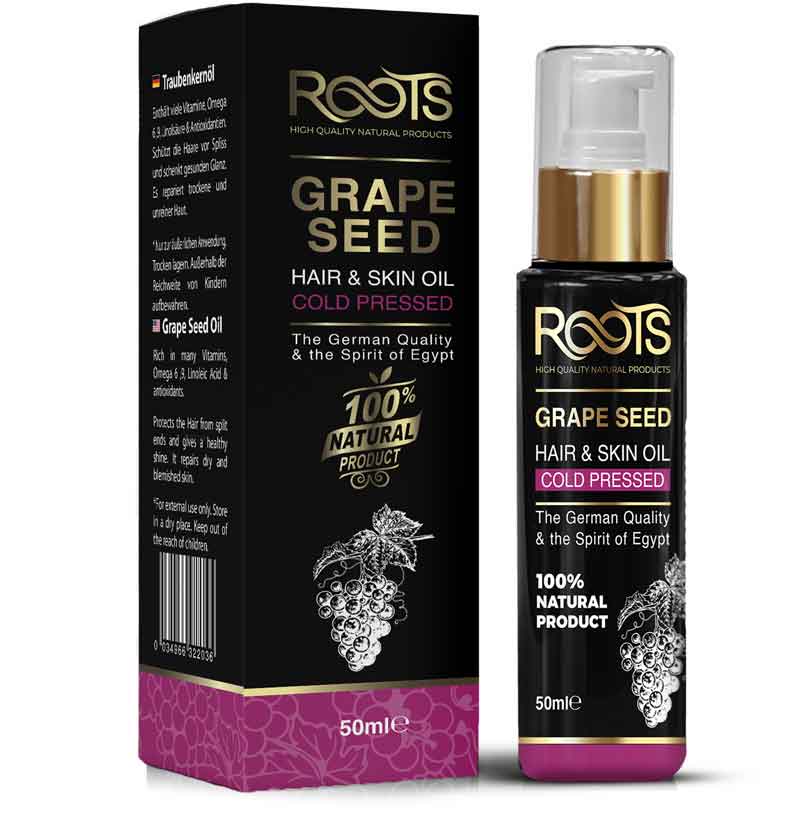 Traubenkernöl
Enthält viele Vitamine, Omega
6 ,9, Linolsäure & Antioxidanten.
Schützt die Haare vor Spliss
und schenkt gesunden Glanz.
Es repariert trockene und
unreiner Haut.
*Nur zur äußerlichen Anwendung.
Trocken lagern. Außerhalb der
Reichweite von Kindern
aufbewahren.
Grape Seed Oil
Rich in many Vitamins,
Omega 6 ,9, Linoleic Acid &
antioxidants.
Protects the Hair from split
ends and gives a healthy
shine. It repairs dry and
blemished skin.
*For external use only. Store
in a dry place. Keep out of
the reach of children.
0 034966 322036
ROOTS
HIGH QUALITY NATURAL PRODUCTS
GRAPE
SEED
HAIR & SKIN OIL
COLD PRESSED
The German Quality
& the Spirit of Egypt
100%
NATURAL
PRODUCT
50ml℮
ROOTS
HIGH QUALITY NATURAL PRODUCTS
GRAPE SEED
HAIR & SKIN OIL
COLD PRESSED
The German Quality
& the Spirit of Egypt
100%
NATURAL
PRODUCT
50ml℮